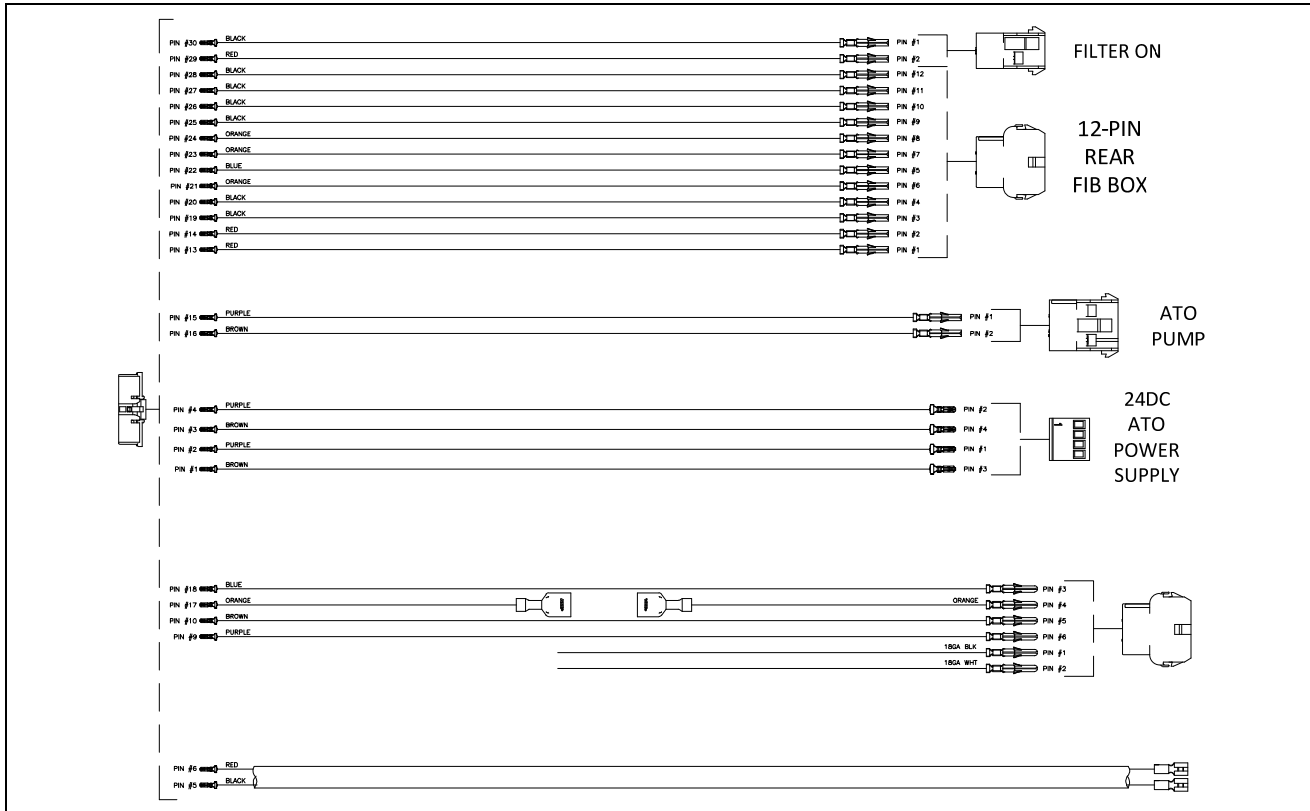 PIN #30 BLACK PIN #1
PIN #29 RED PIN #2
FILTER ON
PIN #28 BLACK PIN #12
PIN #27 BLACK PIN #11
PIN #26 BLACK PIN #10
PIN #25 BLACK PIN #9
PIN #24 ORANGE PIN #8
PIN #23 ORANGE PIN #7
PIN #22 BLUE PIN #5
PIN #21 ORANGE PIN #6
PIN #20 BLACK PIN #4
PIN #19 BLACK PIN #3
PIN #14 RED PIN #2
PIN #13 RED PIN #1
12-PIN
REAR
FIB BOX
PIN #15 PURPLE PIN #1
PIN #16 BROWN PIN #2
ATO
PUMP
PIN #4 PURPLE PIN #2
PIN #3 BROWN PIN #4
PIN #2 PURPLE PIN #1
PIN #1 BROWN PIN #3
24DC
ATO
POWER
SUPPLY
PIN #18 BLUE PIN #3
PIN #17 ORANGE ORANGE PIN #4
PIN #10 BROWN PIN #5
PIN #9 PURPLE PIN #6
18GA BLK PIN #1
18GA WHT PIN #2
PIN #6 RED
PIN #5 BLACK